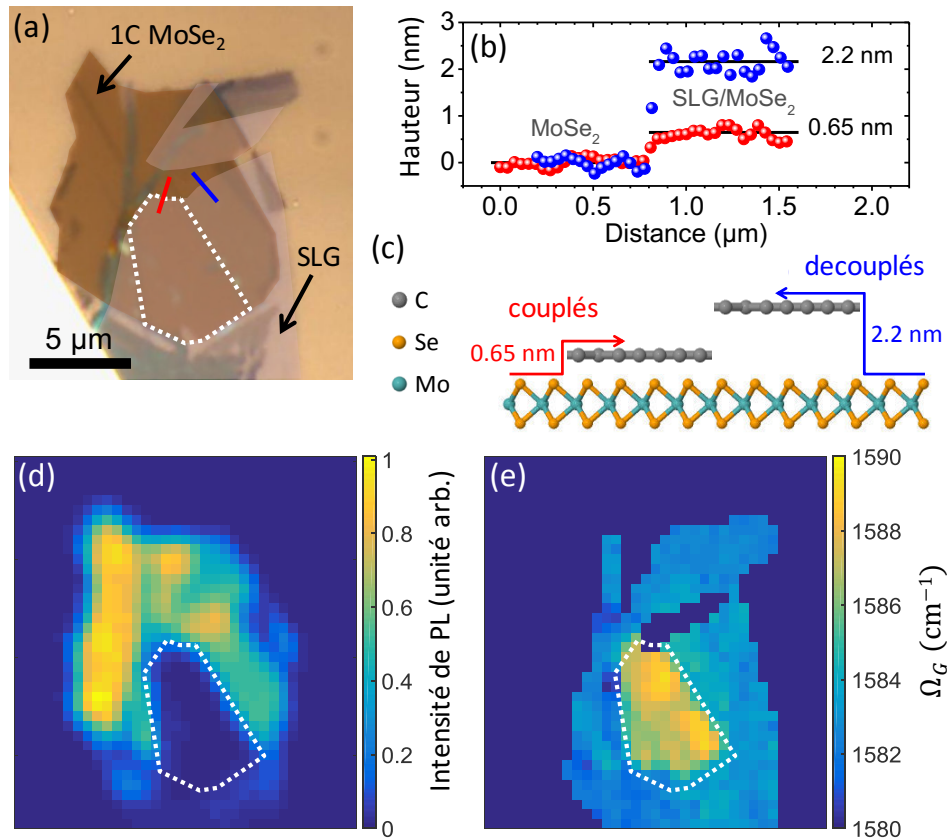 (a)
1C MoSe₂
SLG
5 µm
(b)
Hauteur (nm)
3
2
1
0
2.2 nm
SLG/MoSe₂
MoSe₂
0.65 nm
0.0 0.5 1.0 1.5 2.0
Distance (µm)
(c)
C
Se
Mo
couplés
0.65 nm
decouplés
2.2 nm
(d)
1
0.8
0.6
0.4
0.2
0
Intensité de PL (unité arb.)
(e)
1590
1588
1586
1584
1582
1580
Ω_G (cm⁻¹)